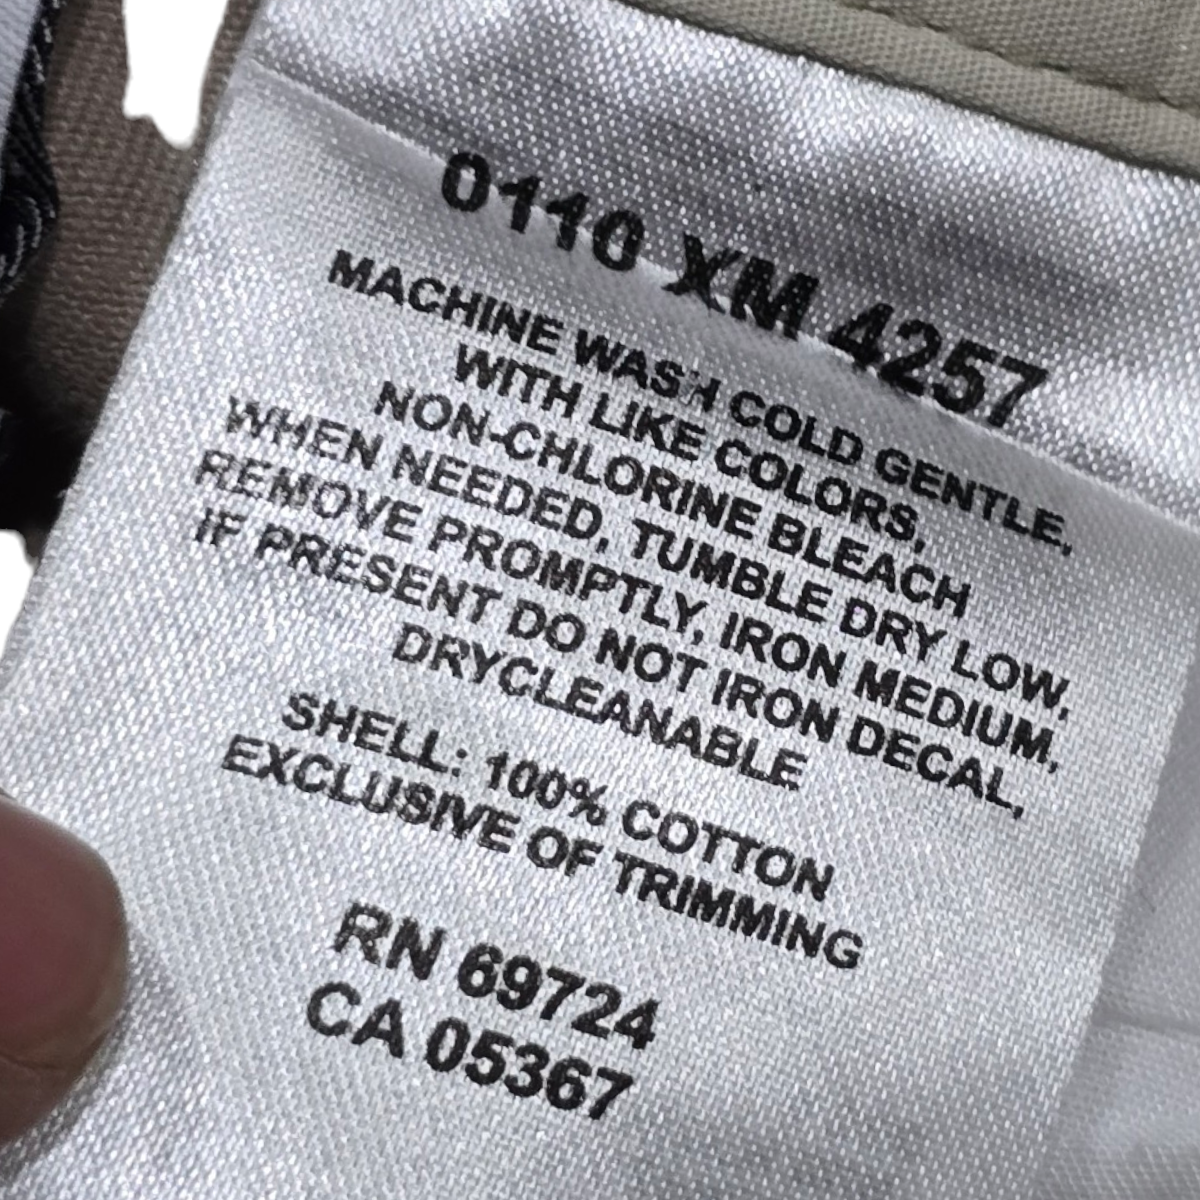 0110 XM 4257
MACHINE WASH COLD GENTLE,
WITH LIKE COLORS,
NON-CHLORINE BLEACH
WHEN NEEDED, TUMBLE DRY LOW,
REMOVE PROMPTLY, IRON MEDIUM,
IF PRESENT DO NOT IRON DECAL,
DRYCLEANABLE
SHELL: 100% COTTON
EXCLUSIVE OF TRIMMING
RN 69724
CA 05367